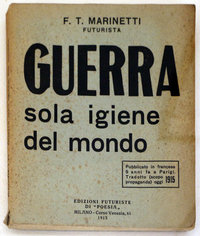 F. T. MARINETTI
FUTURISTA
GUERRA
sola igiene
del mondo
Pubblicato in francese
6 anni fa a Parigi.
Tradotto (scopo
propaganda) oggi 1915
EDIZIONI FUTURISTE
DI "POESIA"
MILANO - Corso Venezia, 61
1915